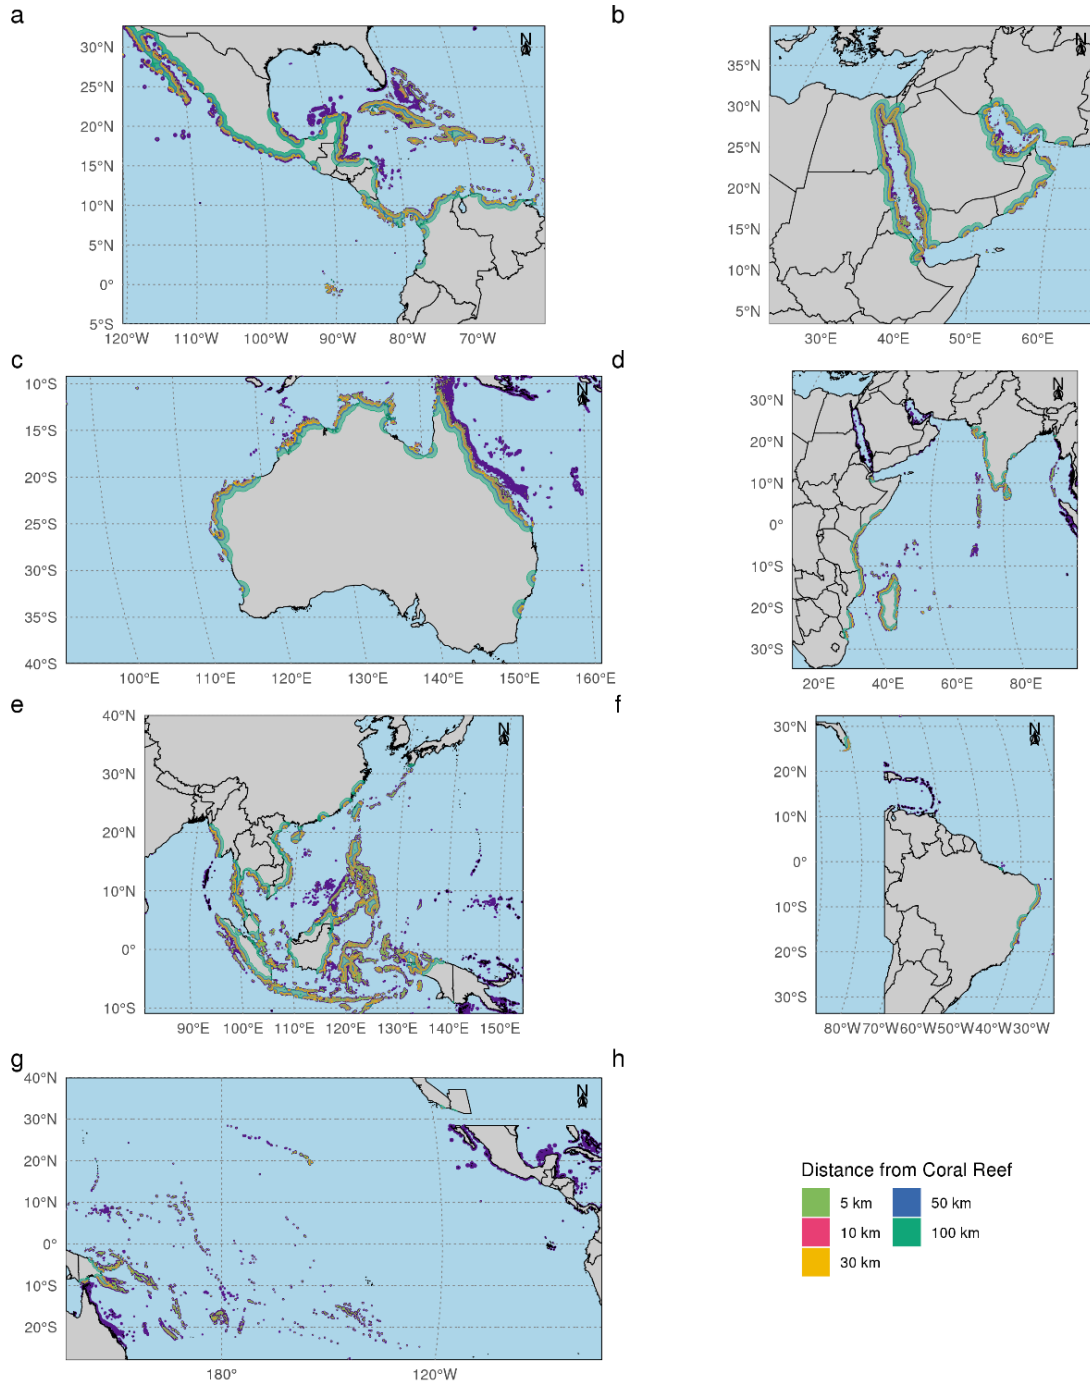 a
30°N
25°N
20°N
15°N
10°N
5°N
0°
5°S
120°W 110°W 100°W 90°W 80°W 70°W
N
b
35°N
30°N
25°N
20°N
15°N
10°N
5°N
30°E 40°E 50°E 60°E
N
c
10°S
15°S
20°S
25°S
30°S
35°S
40°S
100°E 110°E 120°E 130°E 140°E 150°E 160°E
N
d
30°N
20°N
10°N
0°
10°S
20°S
30°S
20°E 40°E 60°E 80°E
N
e
40°N
30°N
20°N
10°N
0°
10°S
90°E 100°E 110°E 120°E 130°E 140°E 150°E
N
f
30°N
20°N
10°N
0°
10°S
20°S
30°S
80°W 70°W 60°W 50°W 40°W 30°W
N
g
40°N
30°N
20°N
10°N
0°
10°S
20°S
180° 120°W
N
h
Distance from Coral Reef
5 km 50 km
10 km 100 km
30 km